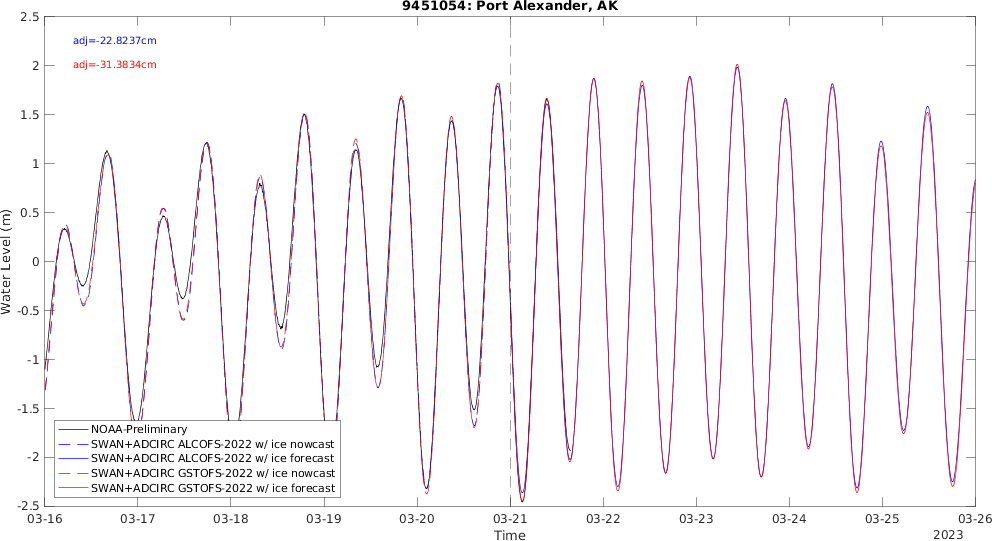 9451054: Port Alexander, AK
adj=-22.8237cm
adj=-31.3834cm
2.5
2
1.5
1
0.5
0
-0.5
-1
-1.5
-2
-2.5
Water Level (m)
NOAA-Preliminary
SWAN+ADCIRC ALCOFS-2022 w/ ice nowcast
SWAN+ADCIRC ALCOFS-2022 w/ ice forecast
SWAN+ADCIRC GSTOFS-2022 w/ ice nowcast
SWAN+ADCIRC GSTOFS-2022 w/ ice forecast
03-16 03-17 03-18 03-19 03-20 03-21 03-22 03-23 03-24 03-25 03-26
Time
2023